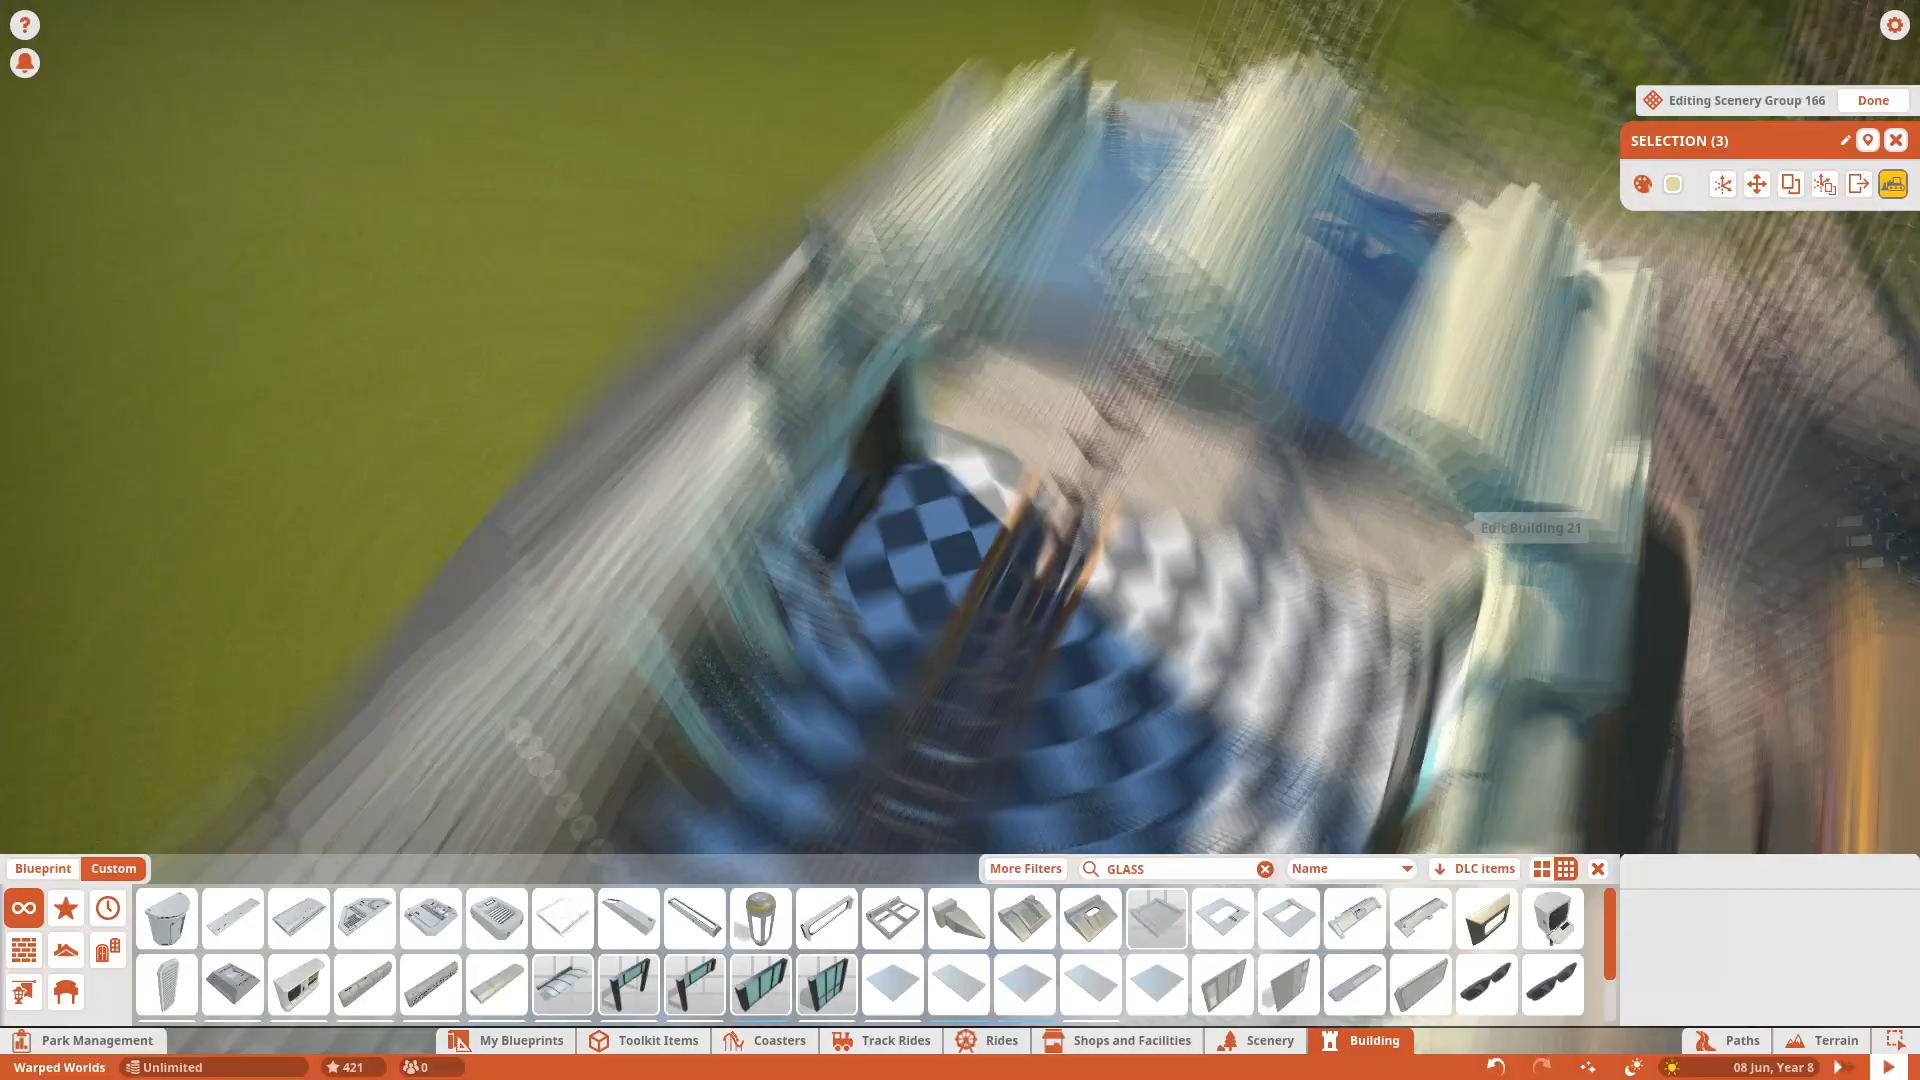 ?
Editing Scenery Group 166
Done
SELECTION (3)
Edit Building 21
Blueprint
Custom
More Filters
GLASS
Name
DLC items
Park Management
My Blueprints
Toolkit Items
Coasters
Track Rides
Rides
Shops and Facilities
Scenery
Building
Paths
Terrain
Warped Worlds
Unlimited
421
0
08 Jun, Year 8